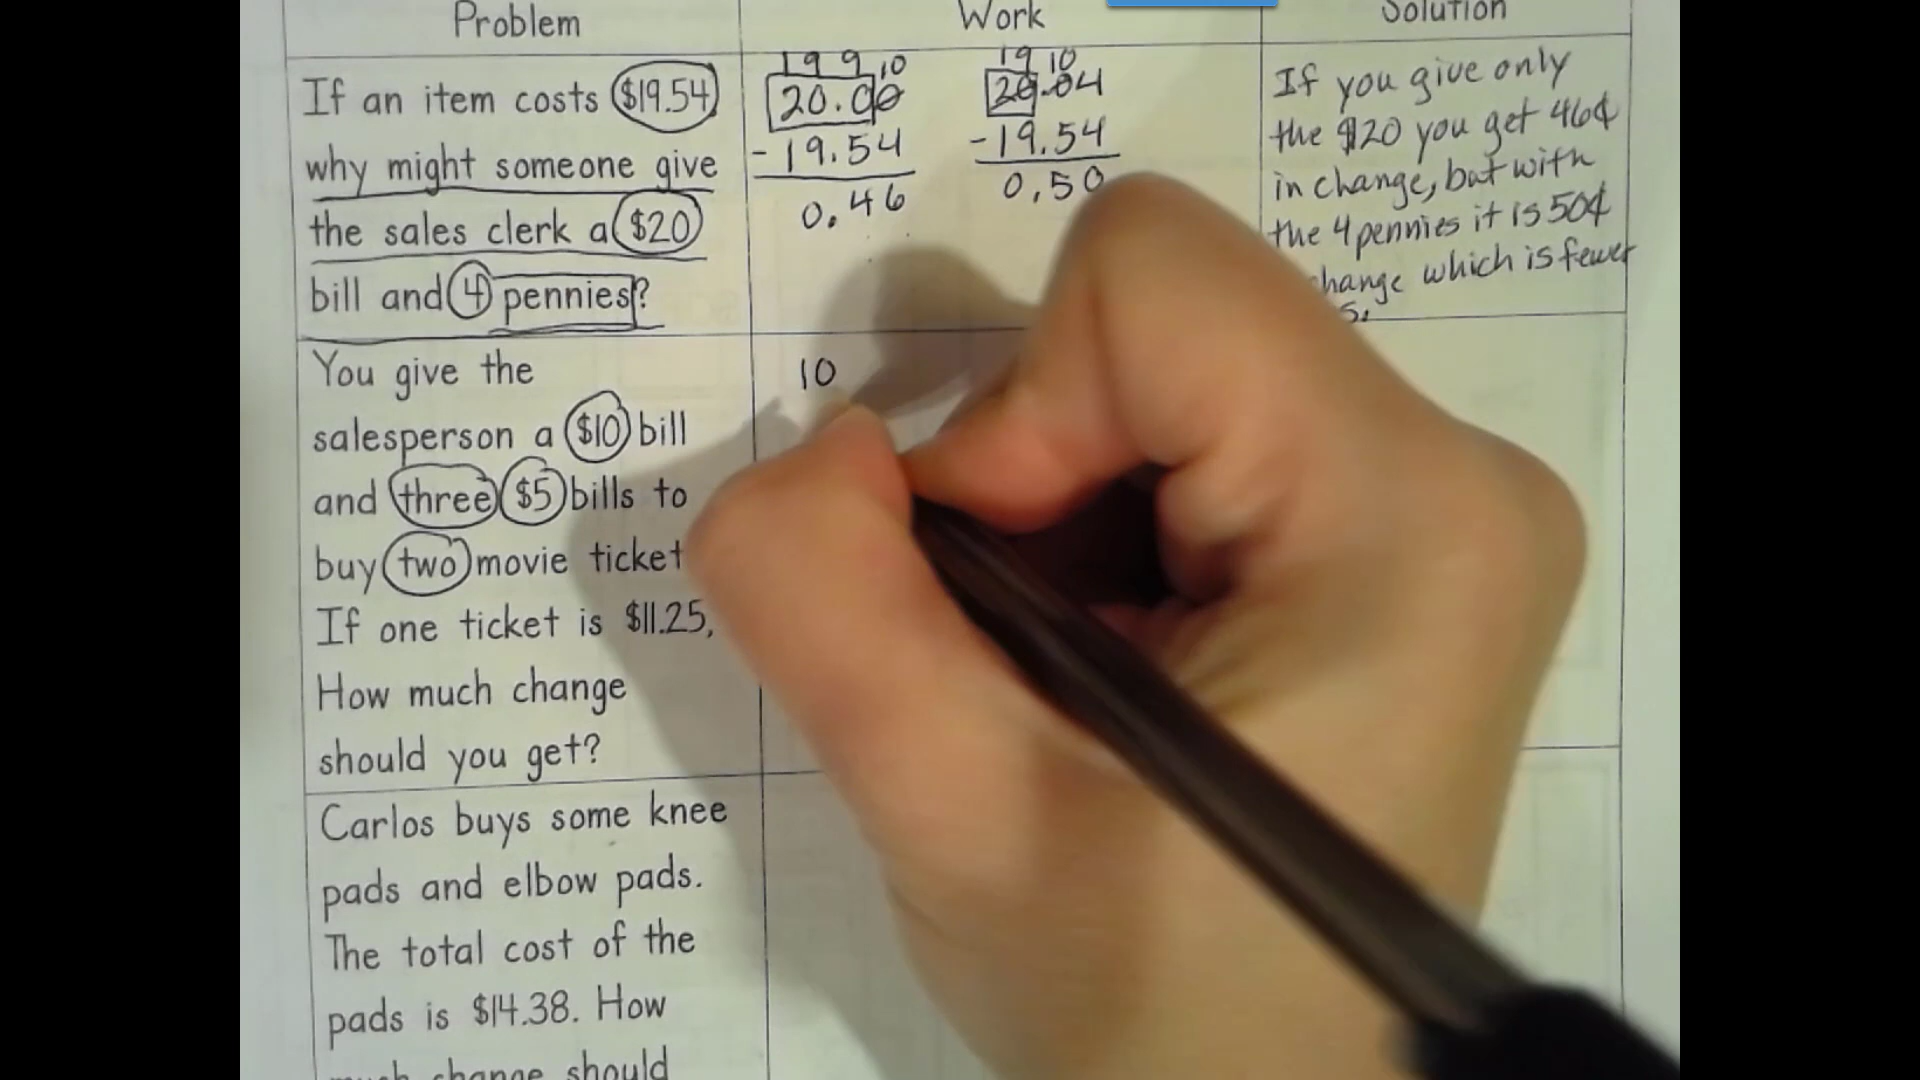 Problem
Work
Solution
If an item costs $19.54
why might someone give
the sales clerk a $20
bill and 4 pennies?
19 9 10
20.00
-19.54
0.46
19 10
20.04
-19.54
0.50
If you give only
the $20 you get 46¢
in change, but with
the 4 pennies it is 50¢
change which is fewer
You give the
salesperson a $10 bill
and three $5 bills to
buy two movie ticket
If one ticket is $11.25,
How much change
should you get?
10
Carlos buys some knee
pads and elbow pads.
The total cost of the
pads is $14.38. How
much change should